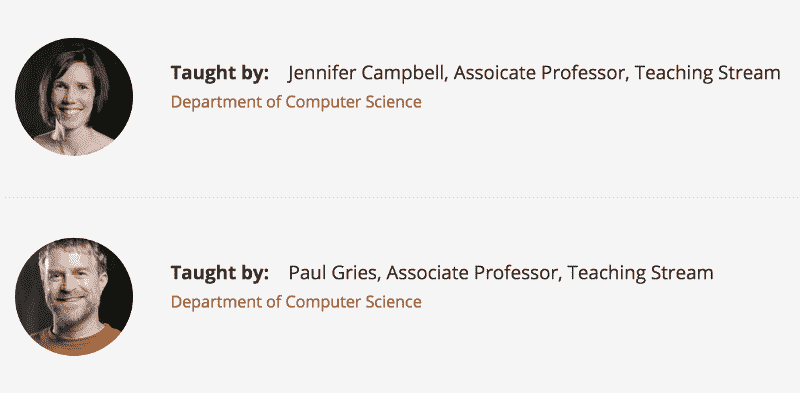 Taught by: Jennifer Campbell, Assoicate Professor, Teaching Stream
Department of Computer Science
Taught by: Paul Gries, Associate Professor, Teaching Stream
Department of Computer Science